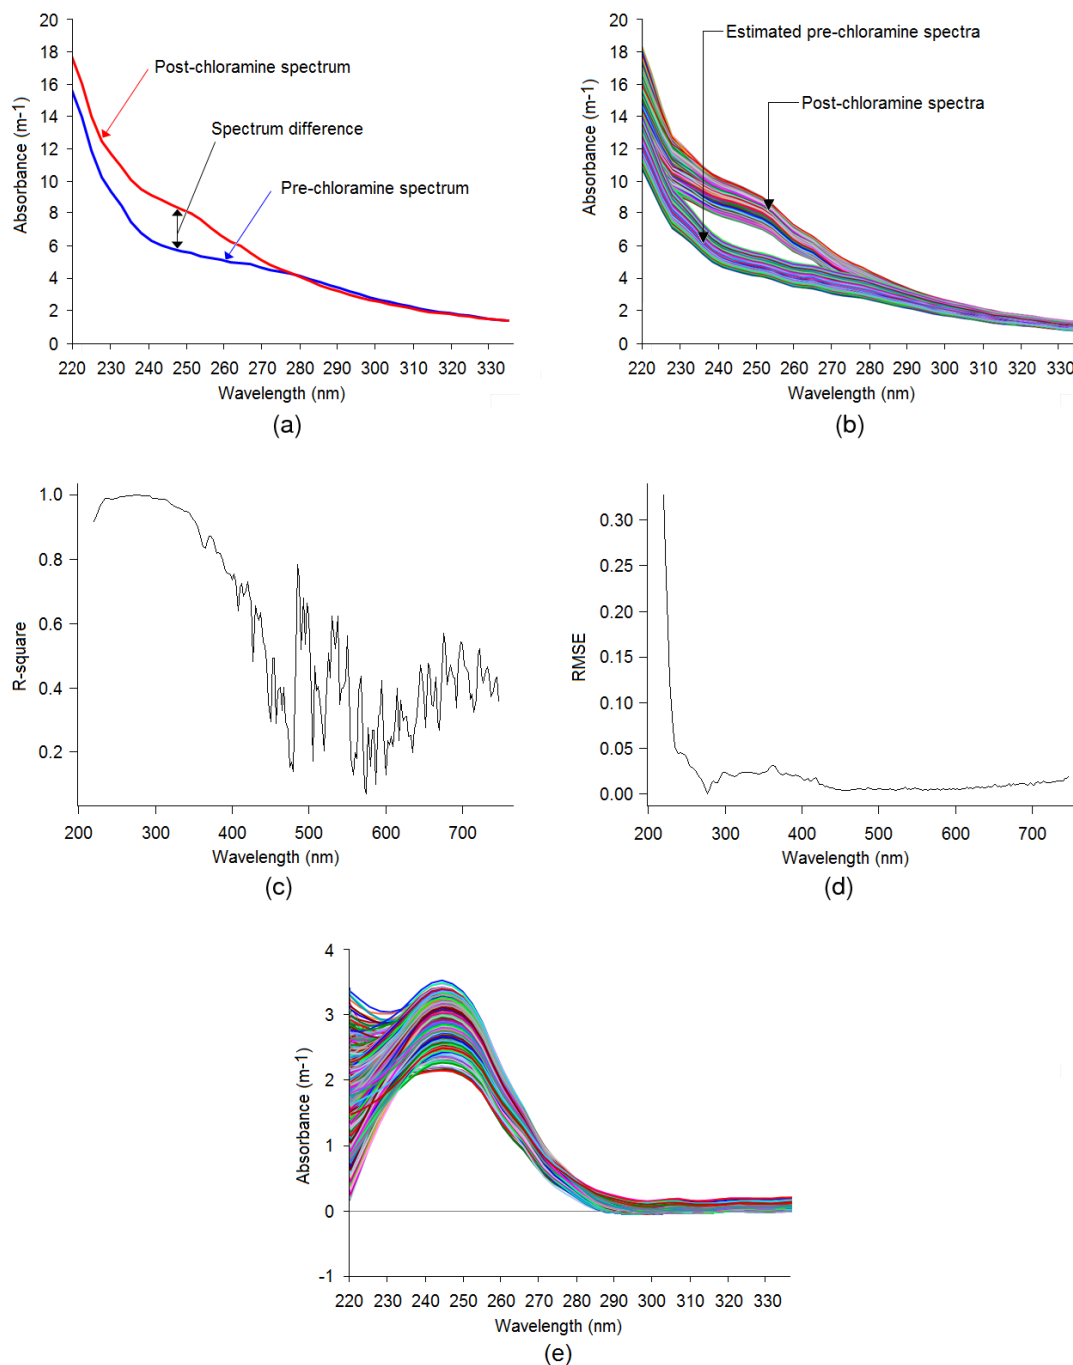 20
18
16
14
12
10
8
6
4
2
0
Absorbance (m-1)
Post-chloramine spectrum
Spectrum difference
Pre-chloramine spectrum
220 230 240 250 260 270 280 290 300 310 320 330
Wavelength (nm)
(a)
20
18
16
14
12
10
8
6
4
2
0
Absorbance (m-1)
Estimated pre-chloramine spectra
Post-chloramine spectra
220 230 240 250 260 270 280 290 300 310 320 330
Wavelength (nm)
(b)
1.0
0.8
0.6
0.4
0.2
R-square
200 300 400 500 600 700
Wavelength (nm)
(c)
0.30
0.25
0.20
0.15
0.10
0.05
0.00
RMSE
200 300 400 500 600 700
Wavelength (nm)
(d)
4
3
2
1
0
-1
Absorbance (m-1)
220 230 240 250 260 270 280 290 300 310 320 330
Wavelength (nm)
(e)